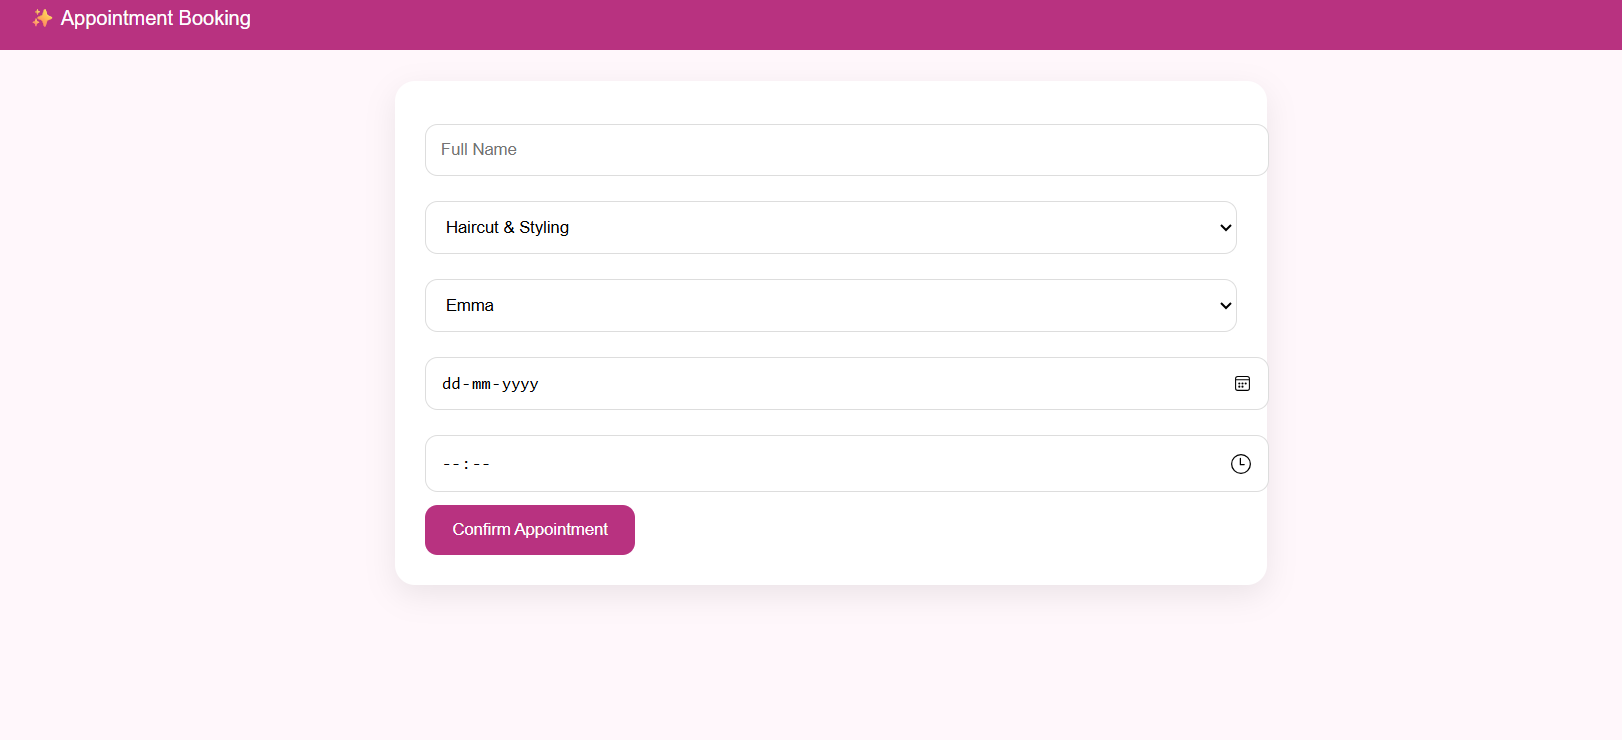 ✨ Appointment Booking
Full Name
Haircut & Styling
Emma
dd-mm-yyyy
--:--
Confirm Appointment